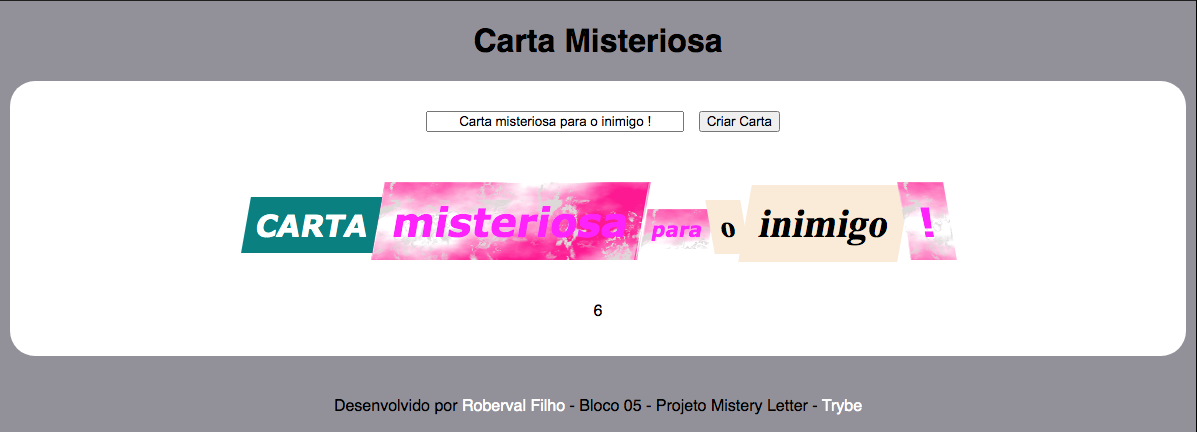 Carta Misteriosa
Carta misteriosa para o inimigo ! Criar Carta
CARTA misteriosa para o inimigo !
6
Desenvolvido por Roberval Filho - Bloco 05 - Projeto Mistery Letter - Trybe